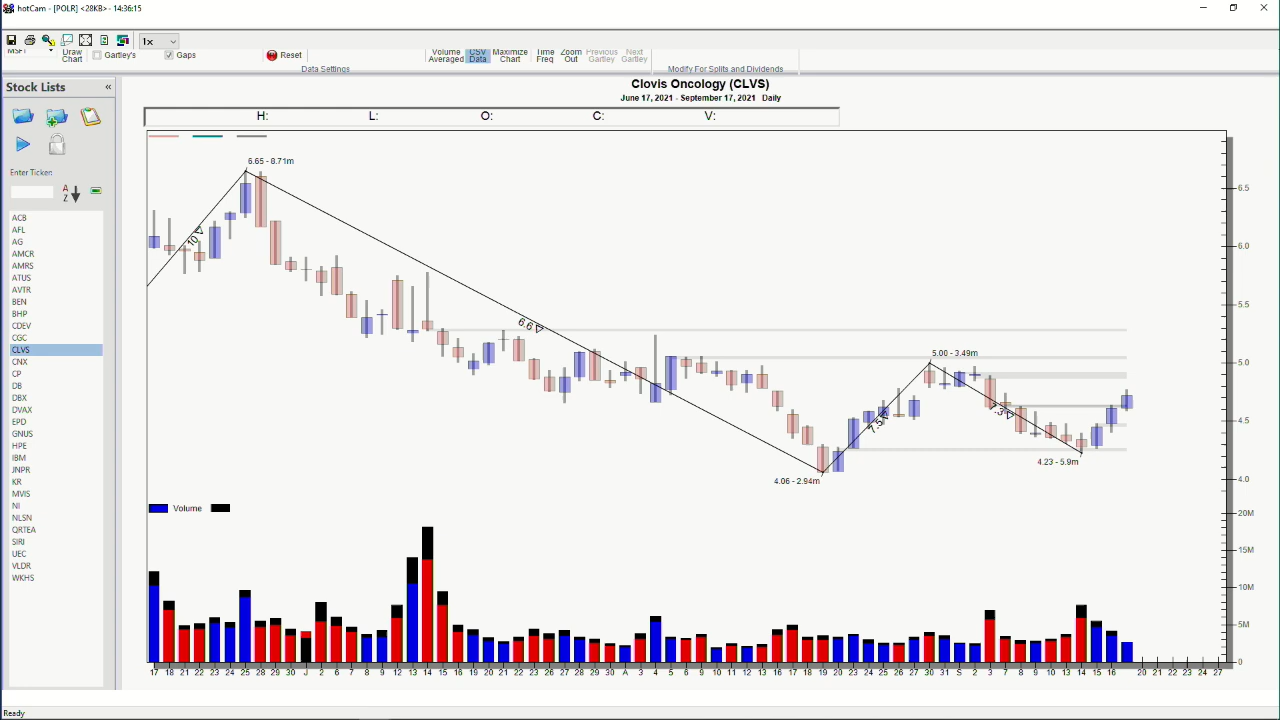 hotCam - [POLR] <28KB> - 14:36:15
1x
MSFT
Draw Chart
Gartley's
Gaps
Reset
Volume Averaged
CSV Data
Maximize Chart
Time Freq
Zoom Out
Previous Gartley
Next Gartley
Data Settings
Modify For Splits and Dividends
Stock Lists «
Enter Ticker:
A
Z
ACB
AFL
AG
AMCR
AMRS
ATUS
AVTR
BEN
BHP
CDEV
CGC
CLVS
CNX
CP
DB
DBX
DVAX
EPD
GNUS
HPE
IBM
JNPR
KR
MVIS
NI
NLSN
QRTEA
SIRI
UEC
VLDR
WKHS
Clovis Oncology (CLVS)
June 17, 2021 - September 17, 2021 Daily
H: L: O: C: V:
6.65 - 8.71m
10
6.6
5.00 - 3.49m
7.5
4.23 - 5.9m
4.06 - 2.94m
6.5
6.0
5.5
5.0
4.5
4.0
Volume
20M
15M
10M
5M
0
17 18 21 22 23 24 25 28 29 30 J 2 6 7 8 9 12 13 14 15 16 19 20 21 22 23 26 27 28 29 30 A 3 4 5 6 9 10 11 12 13 16 17 18 19 20 23 24 25 26 27 30 31 S 2 3 7 8 9 10 13 14 15 16 20 21 22 23 24 27
Ready